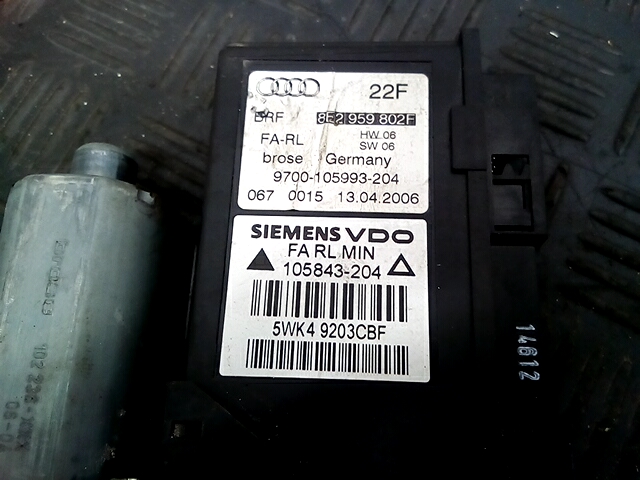 22F
BRF 8E2 959 802F
FA-RL HW 06
SW 06
brose Germany
9700-105993-204
067 0015 13.04.2006
SIEMENS VDO
FA RL MIN
105843-204
5WK4 9203CBF
14612